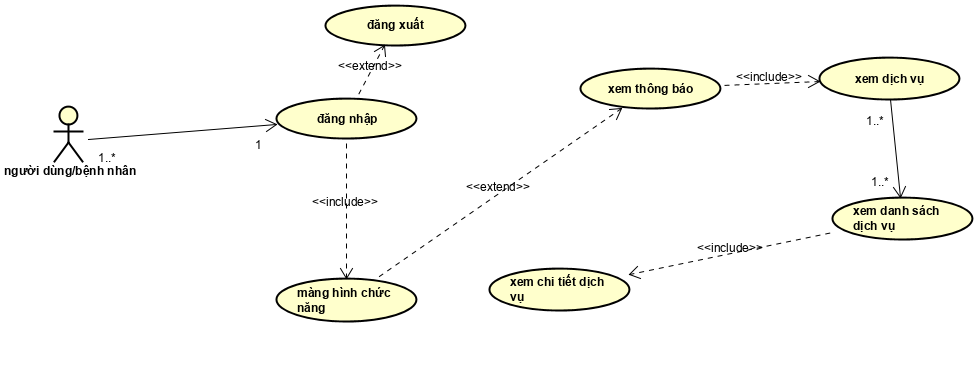 đăng xuất
<<extend>>
xem thông báo
<<include>>
xem dịch vụ
đăng nhập
1..*
1
1..*
người dùng/bệnh nhân
<<include>>
<<extend>>
1..*
xem danh sách
dịch vụ
<<include>>
màng hình chức
năng
xem chi tiết dịch
vụ